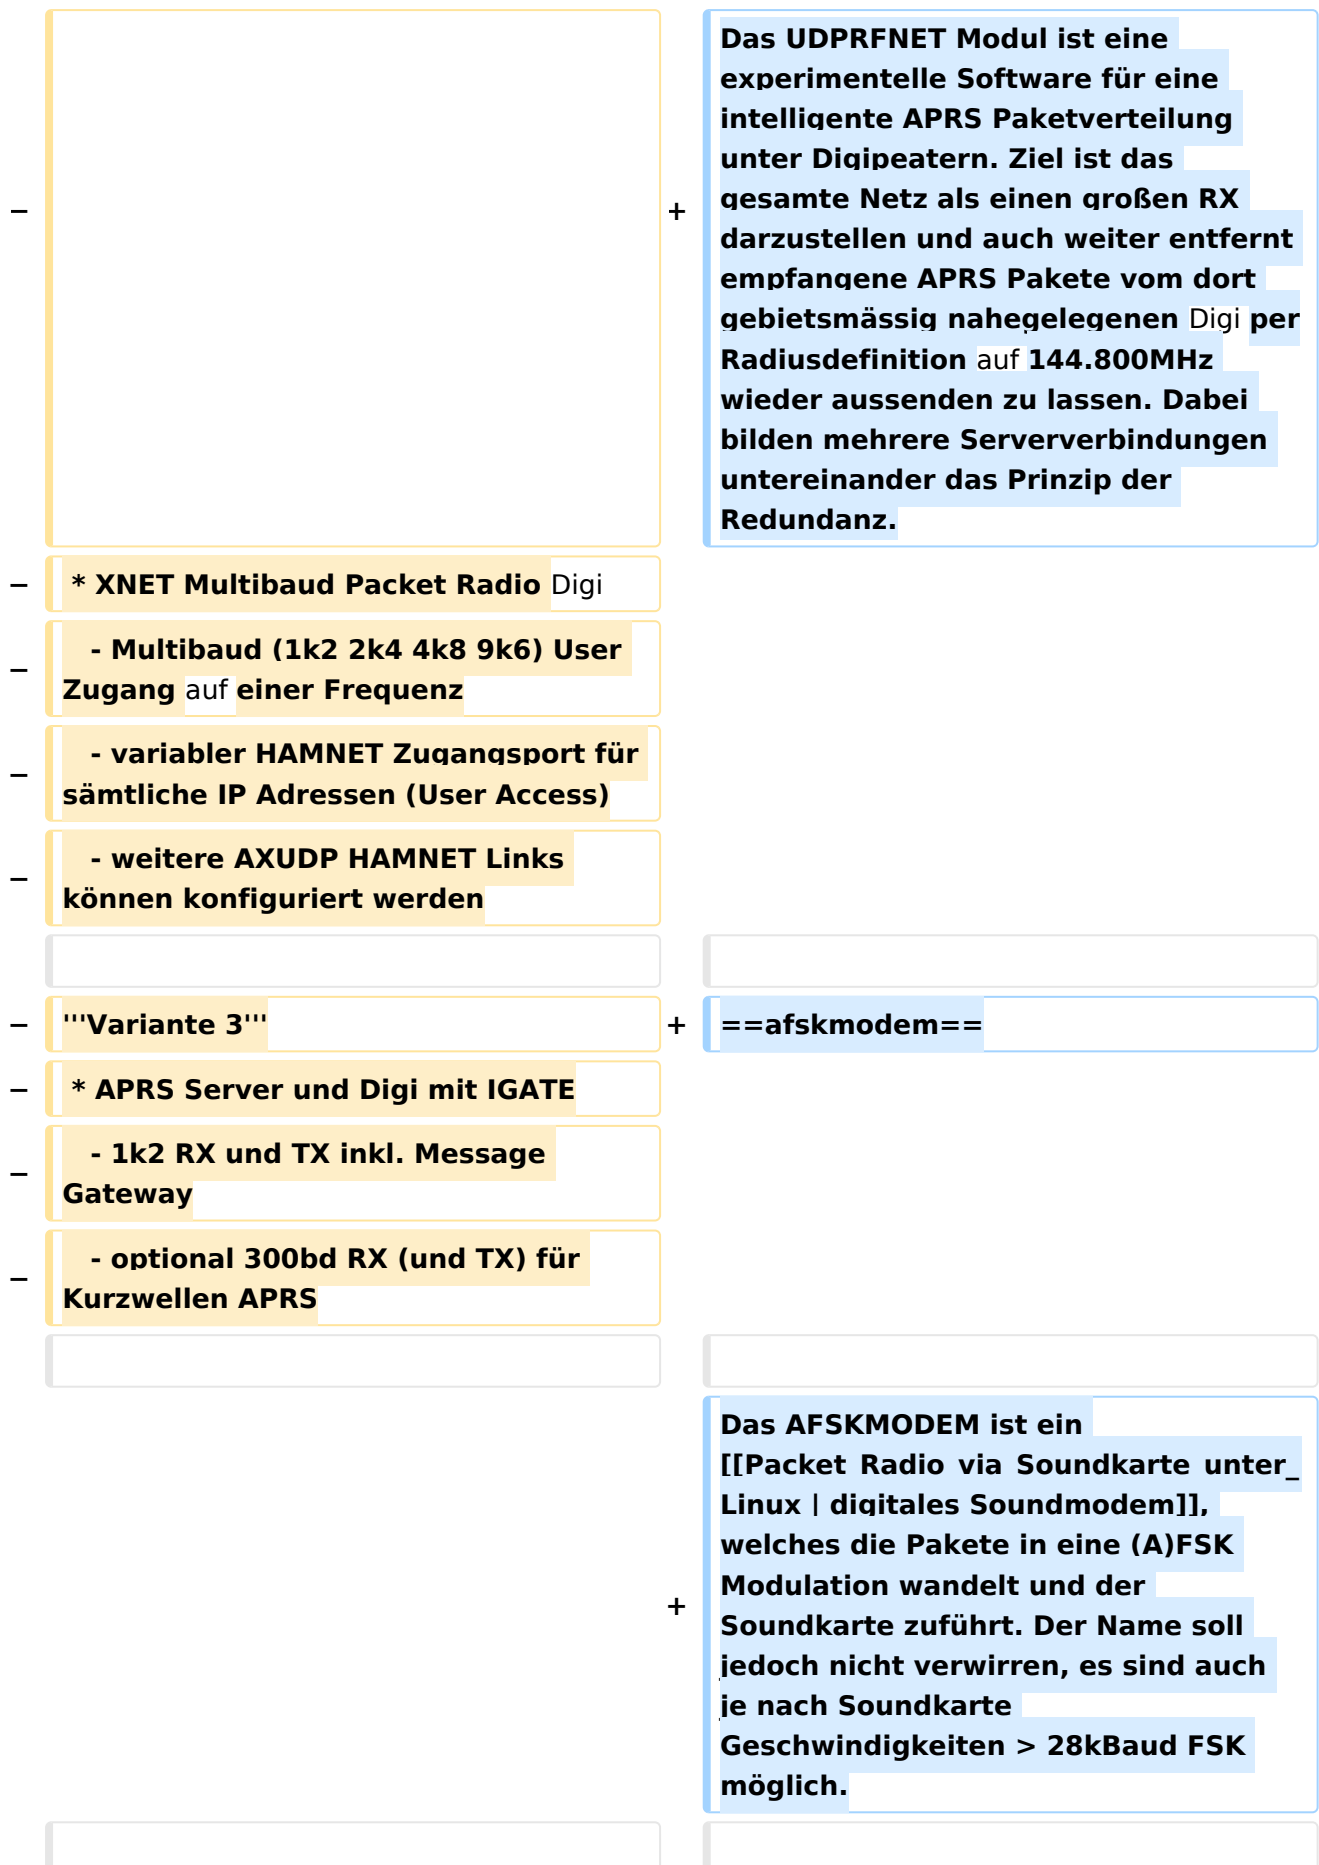 Das UDPRFNET Modul ist eine
experimentelle Software für eine
intelligente APRS Paketverteilung
unter Digipeatern. Ziel ist das
gesamte Netz als einen großen RX
− +
darzustellen und auch weiter entfernt
empfangene APRS Pakete vom dort
gebietsmässig nahegelegenen Digi per
Radiusdefinition auf 144.800MHz
wieder aussenden zu lassen. Dabei
bilden mehrere Serververbindungen
untereinander das Prinzip der
Redundanz.
− * XNET Multibaud Packet Radio Digi
− - Multibaud (1k2 2k4 4k8 9k6) User
Zugang auf einer Frequenz
− - variabler HAMNET Zugangsport für
sämtliche IP Adressen (User Access)
− - weitere AXUDP HAMNET Links
können konfiguriert werden
− '''Variante 3''' + ==afskmodem==
− * APRS Server und Digi mit IGATE
− - 1k2 RX und TX inkl. Message
Gateway
− - optional 300bd RX (und TX) für
Kurzwellen APRS
Das AFSKMODEM ist ein
[[Packet Radio via Soundkarte unter_
Linux | digitales Soundmodem]],
welches die Pakete in eine (A)FSK
Modulation wandelt und der
+
Soundkarte zuführt. Der Name soll
jedoch nicht verwirren, es sind auch
je nach Soundkarte
Geschwindigkeiten > 28kBaud FSK
möglich.